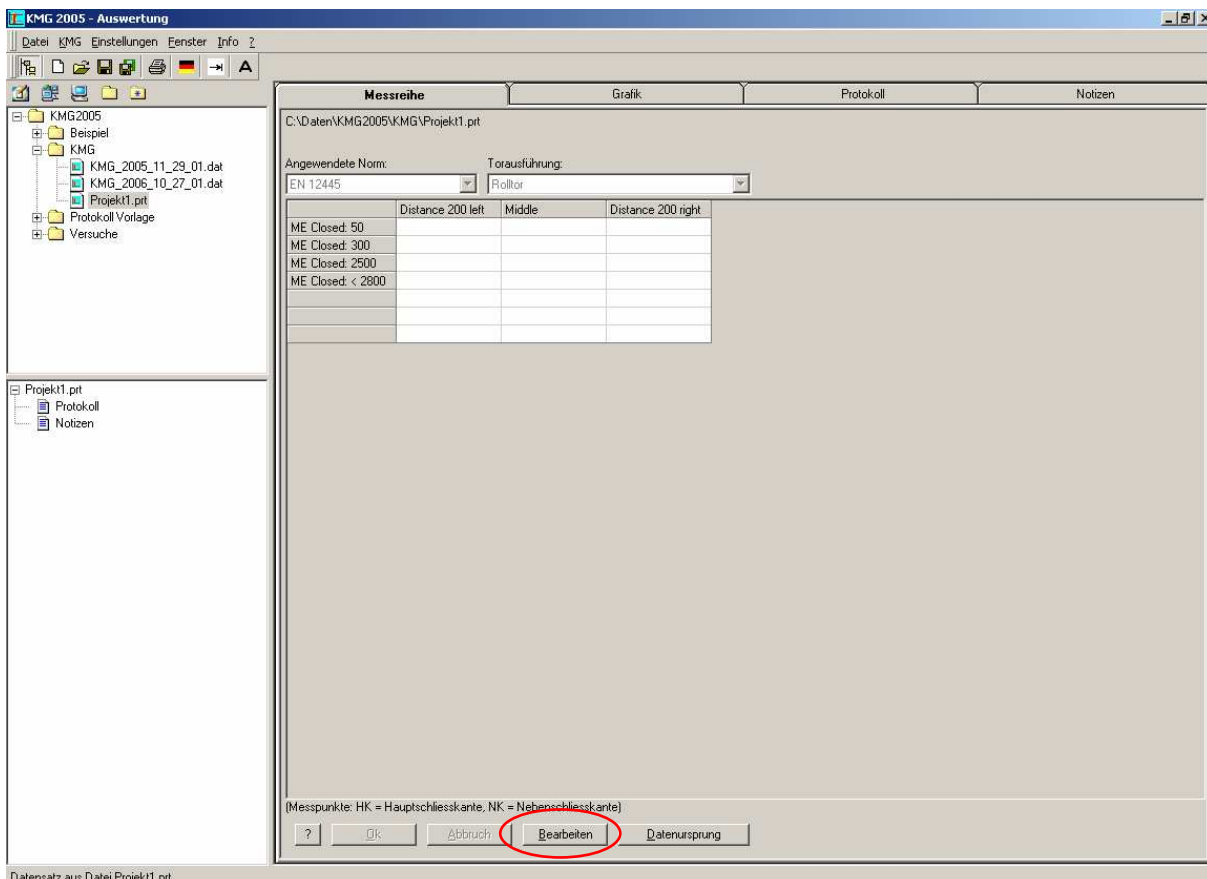 KMG 2005 - Auswertung
Datei KMG Einstellungen Fenster Info ?
A
KMG2005
Beispiel
KMG
KMG_2005_11_29_01.dat
KMG_2006_10_27_01.dat
Projekt1.prt
Protokoll Vorlage
Versuche
Projekt1.prt
Protokoll
Notizen
Messreihe Grafik Protokoll Notizen
C:\Daten\KMG2005\KMG\Projekt1.prt
Angewendete Norm: Torausführung:
EN 12445 Rolltor
Distance 200 left Middle Distance 200 right
ME Closed: 50
ME Closed: 300
ME Closed: 2500
ME Closed: < 2800
(Messpunkte: HK = Hauptschliesskante, NK = Nebenschliesskante)
? Ok Abbruch Bearbeiten Datenursprung
Datensatz aus Datei Projekt1.prt